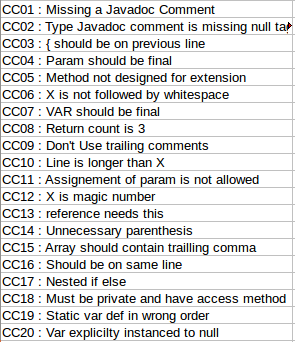 CC01 : Missing a Javadoc Comment
CC02 : Type Javadoc comment is missing null ta
CC03 : { should be on previous line
CC04 : Param should be final
CC05 : Method not designed for extension
CC06 : X is not followed by whitespace
CC07 : VAR should be final
CC08 : Return count is 3
CC09 : Don't Use trailing comments
CC10 : Line is longer than X
CC11 : Assignement of param is not allowed
CC12 : X is magic number
CC13 : reference needs this
CC14 : Unnecessary parenthesis
CC15 : Array should contain trailling comma
CC16 : Should be on same line
CC17 : Nested if else
CC18 : Must be private and have access method
CC19 : Static var def in wrong order
CC20 : Var explicilty instanced to null